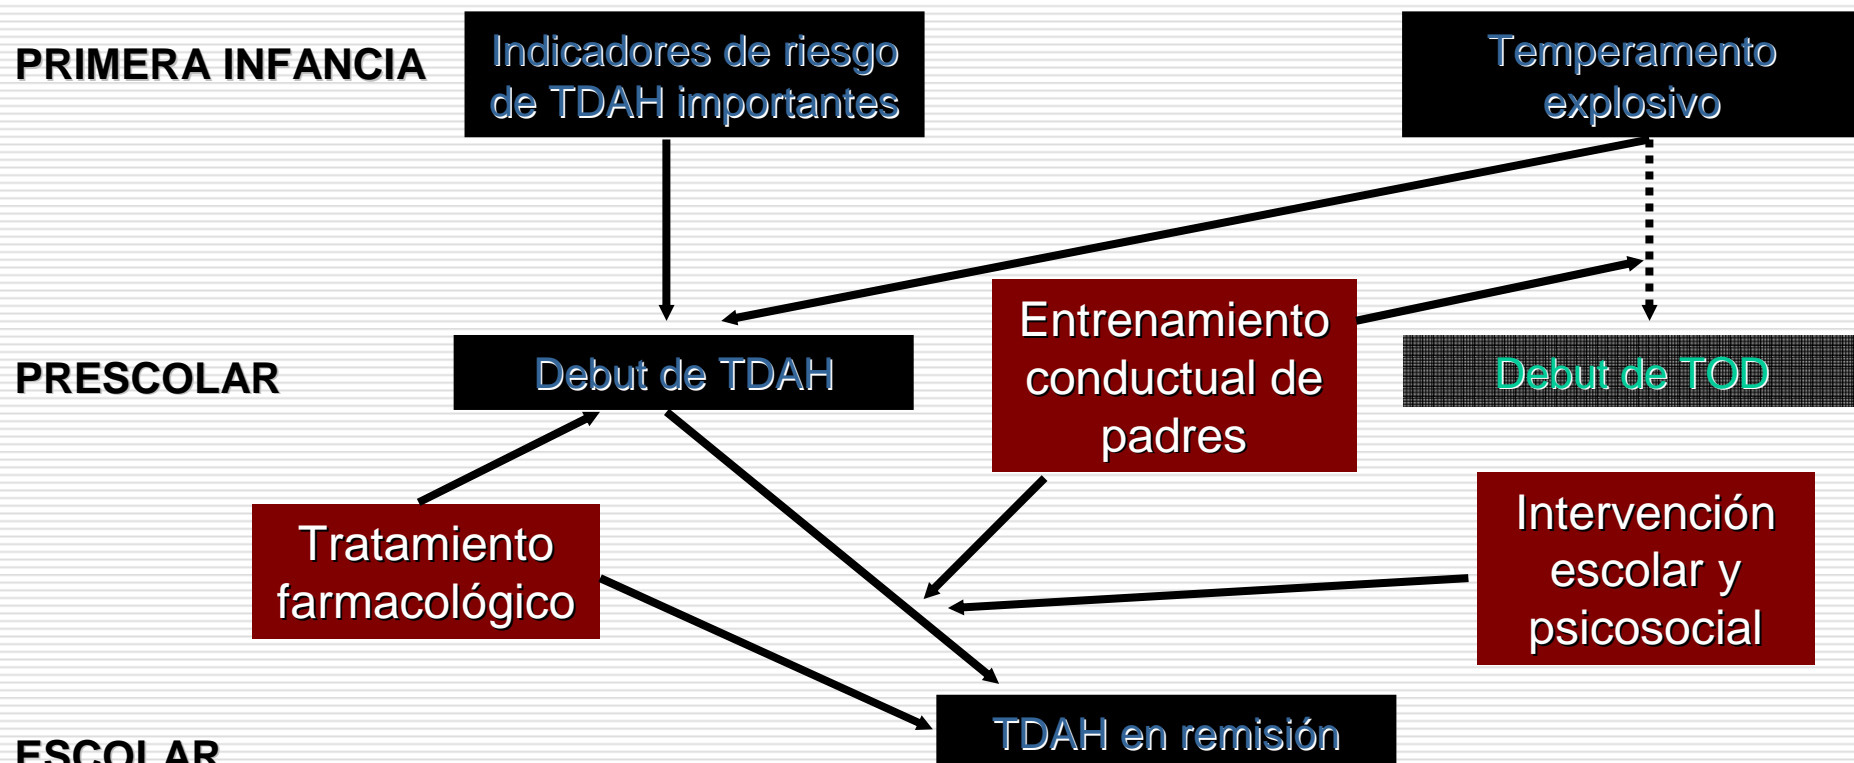 PRIMERA INFANCIA
Indicadores de riesgo
de TDAH importantes
Temperamento
explosivo
PRESCOLAR
Debut de TDAH
Entrenamiento
conductual de
padres
Debut de TOD
Tratamiento
farmacológico
Intervención
escolar y
psicosocial
TDAH en remisión
ESCOLAR